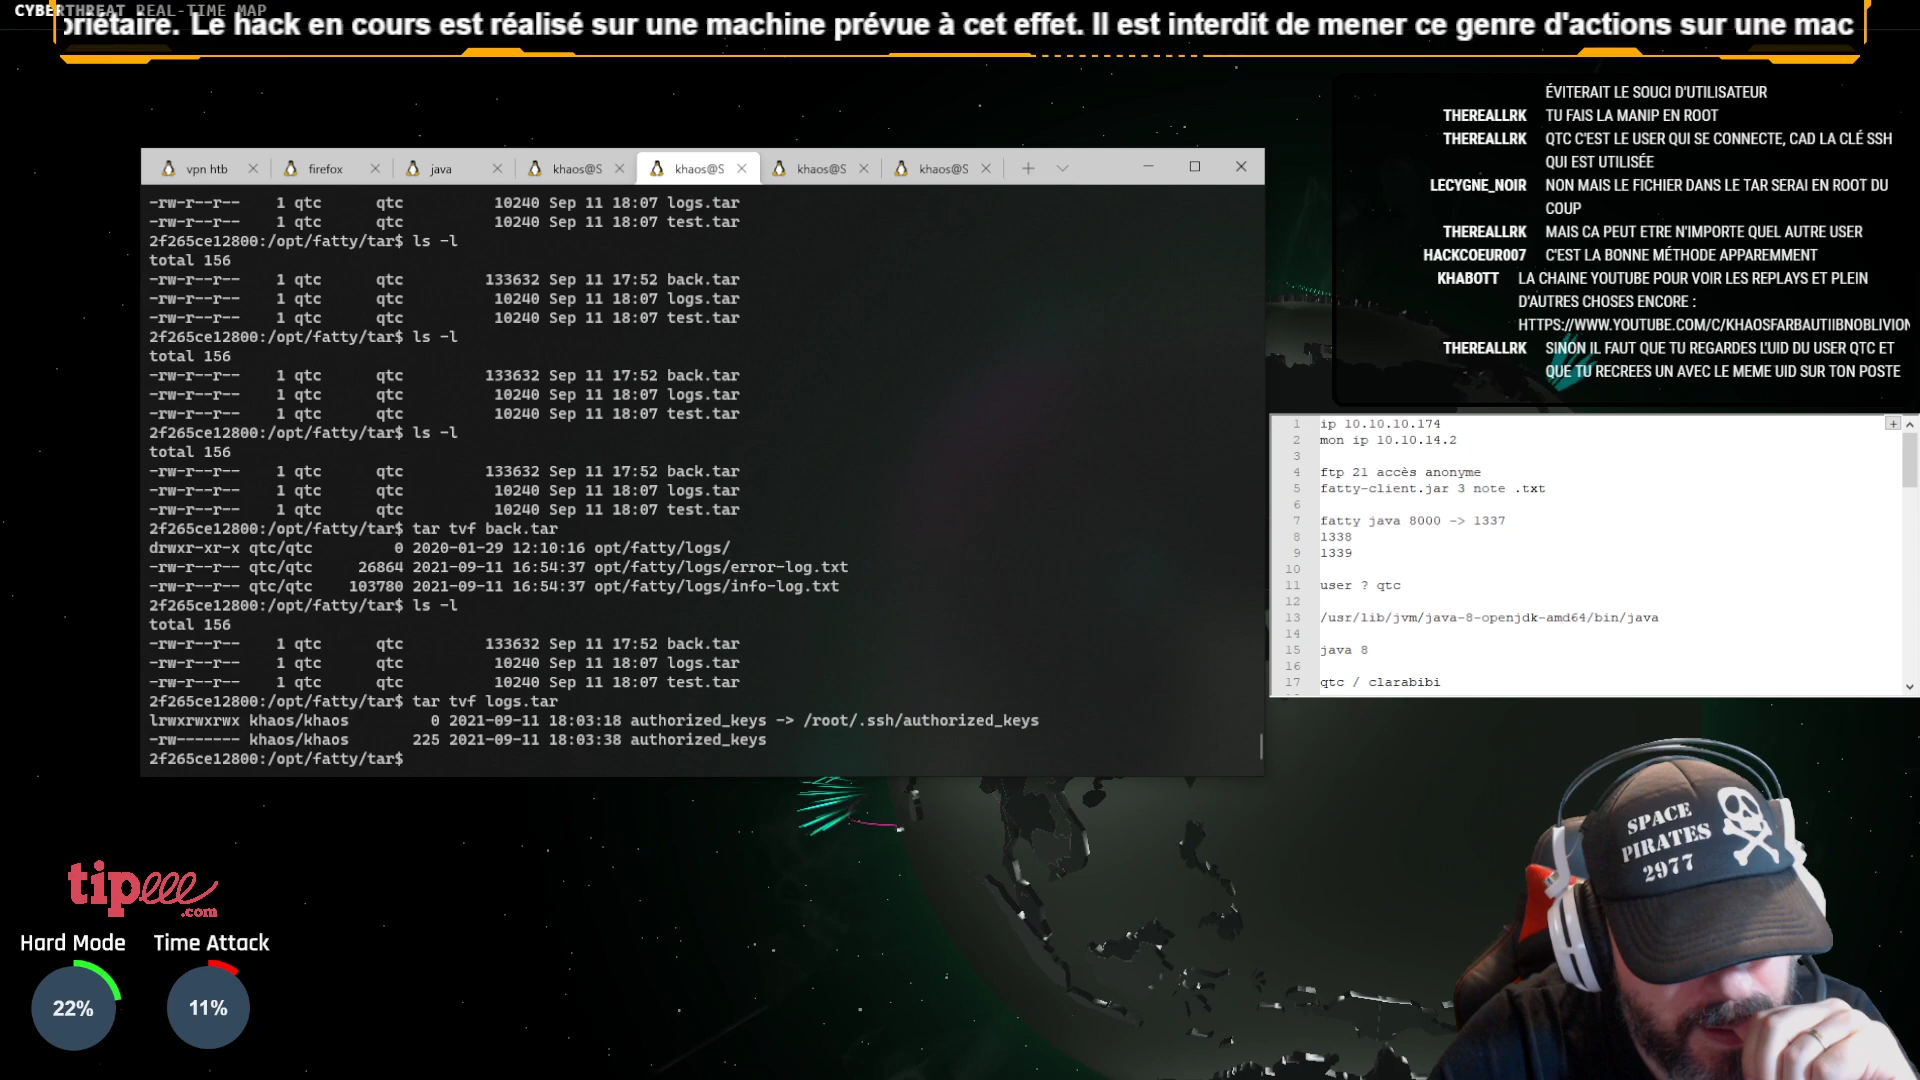 CYBERTHREAT REAL-TIME MAP
priétaire. Le hack en cours est réalisé sur une machine prévue à cet effet. Il est interdit de mener ce genre d'actions sur une mac
ÉVITERAIT LE SOUCI D'UTILISATEUR
THEREALLRK TU FAIS LA MANIP EN ROOT
THEREALLRK QTC C'EST LE USER QUI SE CONNECTE, CAD LA CLÉ SSH
QUI EST UTILISÉE
LECYGNE_NOIR NON MAIS LE FICHIER DANS LE TAR SERAI EN ROOT DU
COUP
THEREALLRK MAIS CA PEUT ETRE N'IMPORTE QUEL AUTRE USER
HACKCOEUR007 C'EST LA BONNE MÉTHODE APPAREMMENT
KHABOTT LA CHAINE YOUTUBE POUR VOIR LES REPLAYS ET PLEIN
D'AUTRES CHOSES ENCORE :
HTTPS://WWW.YOUTUBE.COM/C/KHAOSFARBAUTIIBNOBLIVION
THEREALLRK SINON IL FAUT QUE TU REGARDES L'UID DU USER QTC ET
QUE TU RECREES UN AVEC LE MEME UID SUR TON POSTE
vpn htb
firefox
java
khaos@S
khaos@S
khaos@S
khaos@S
-rw-r--r-- 1 qtc qtc 10240 Sep 11 18:07 logs.tar
-rw-r--r-- 1 qtc qtc 10240 Sep 11 18:07 test.tar
2f265ce12800:/opt/fatty/tar$ ls -l
total 156
-rw-r--r-- 1 qtc qtc 133632 Sep 11 17:52 back.tar
-rw-r--r-- 1 qtc qtc 10240 Sep 11 18:07 logs.tar
-rw-r--r-- 1 qtc qtc 10240 Sep 11 18:07 test.tar
2f265ce12800:/opt/fatty/tar$ ls -l
total 156
-rw-r--r-- 1 qtc qtc 133632 Sep 11 17:52 back.tar
-rw-r--r-- 1 qtc qtc 10240 Sep 11 18:07 logs.tar
-rw-r--r-- 1 qtc qtc 10240 Sep 11 18:07 test.tar
2f265ce12800:/opt/fatty/tar$ ls -l
total 156
-rw-r--r-- 1 qtc qtc 133632 Sep 11 17:52 back.tar
-rw-r--r-- 1 qtc qtc 10240 Sep 11 18:07 logs.tar
-rw-r--r-- 1 qtc qtc 10240 Sep 11 18:07 test.tar
2f265ce12800:/opt/fatty/tar$ tar tvf back.tar
drwxr-xr-x qtc/qtc 0 2020-01-29 12:10:16 opt/fatty/logs/
-rw-r--r-- qtc/qtc 26864 2021-09-11 16:54:37 opt/fatty/logs/error-log.txt
-rw-r--r-- qtc/qtc 103780 2021-09-11 16:54:37 opt/fatty/logs/info-log.txt
2f265ce12800:/opt/fatty/tar$ ls -l
total 156
-rw-r--r-- 1 qtc qtc 133632 Sep 11 17:52 back.tar
-rw-r--r-- 1 qtc qtc 10240 Sep 11 18:07 logs.tar
-rw-r--r-- 1 qtc qtc 10240 Sep 11 18:07 test.tar
2f265ce12800:/opt/fatty/tar$ tar tvf logs.tar
lrwxrwxrwx khaos/khaos 0 2021-09-11 18:03:18 authorized_keys -> /root/.ssh/authorized_keys
-rw------- khaos/khaos 225 2021-09-11 18:03:38 authorized_keys
2f265ce12800:/opt/fatty/tar$
1 ip 10.10.10.174
2 mon ip 10.10.14.2
3
4 ftp 21 accès anonyme
5 fatty-client.jar 3 note .txt
6
7 fatty java 8000 -> 1337
8 1338
9 1339
10
11 user ? qtc
12
13 /usr/lib/jvm/java-8-openjdk-amd64/bin/java
14
15 java 8
16
17 qtc / clarabibi
SPACE
PIRATES
2977
tipeee
.com
Hard Mode Time Attack
22% 11%